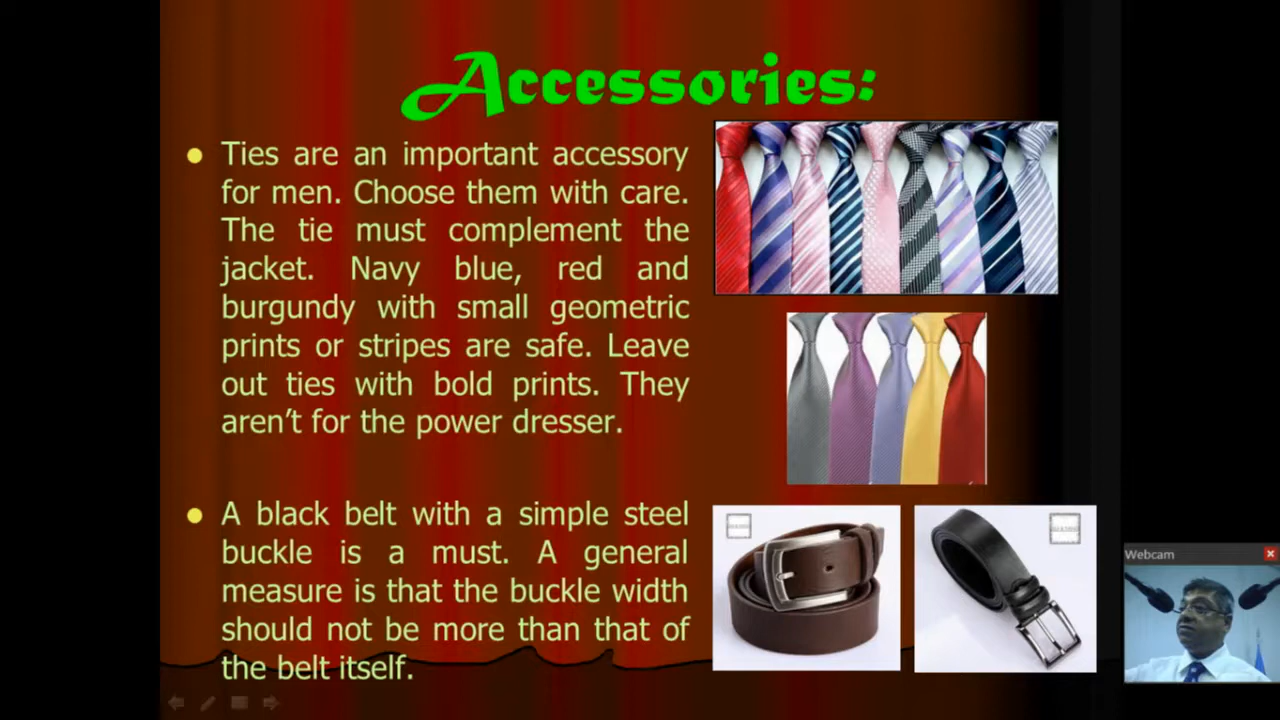 Accessories:
Ties are an important accessory
for men. Choose them with care.
The tie must complement the
jacket. Navy blue, red and
burgundy with small geometric
prints or stripes are safe. Leave
out ties with bold prints. They
aren't for the power dresser.
A black belt with a simple steel
buckle is a must. A general
measure is that the buckle width
should not be more than that of
the belt itself.
Webcam